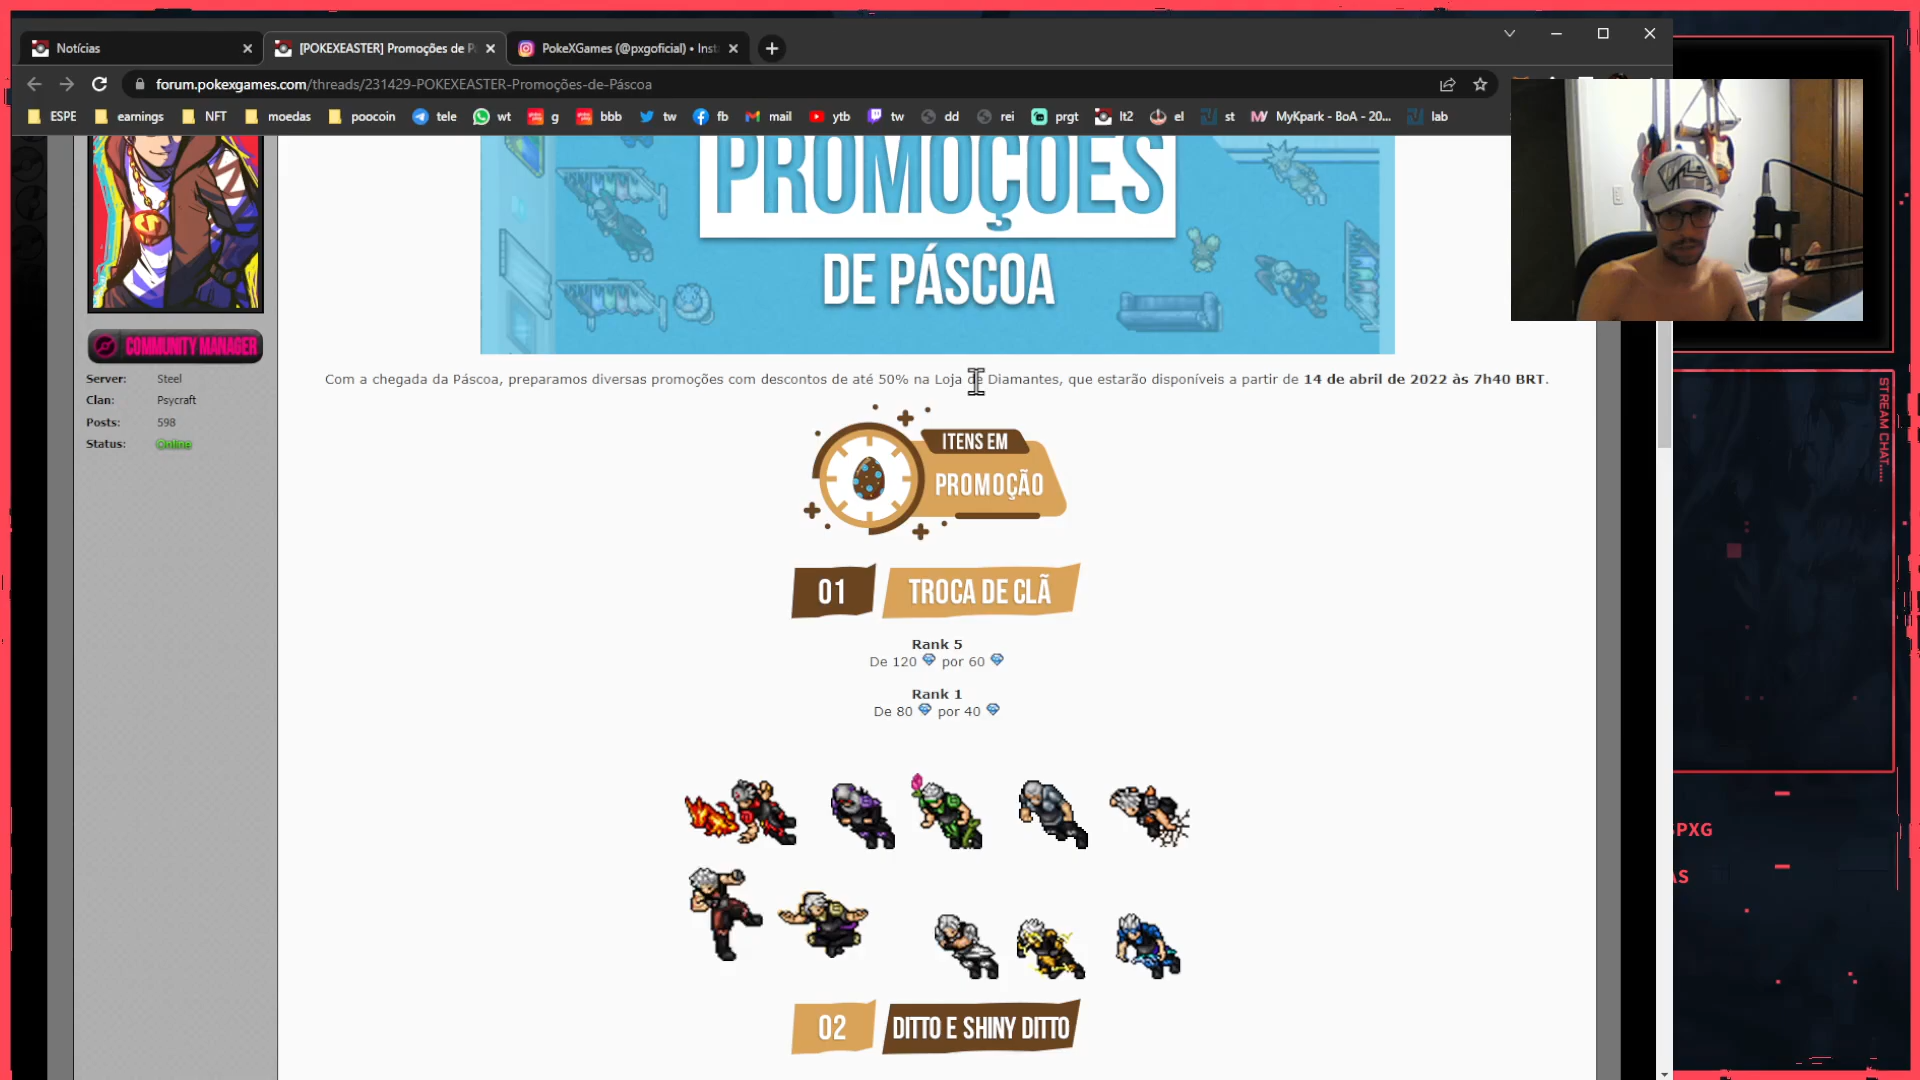 Notícias
[POKEXEASTER] Promoções de P
PokeXGames (@pxgoficial) • Inst
forum.pokexgames.com/threads/231429-POKEXEASTER-Promoções-de-Páscoa
ESPE earnings NFT moedas poocoin tele wt g bbb tw fb mail ytb tw dd rei prgt lt2 el st MyKpark - BoA - 20... lab
PROMOÇÕES
DE PÁSCOA
COMMUNITY MANAGER
Server: Steel
Clan: Psycraft
Posts: 598
Status: Online
Com a chegada da Páscoa, preparamos diversas promoções com descontos de até 50% na Loja de Diamantes, que estarão disponíveis a partir de 14 de abril de 2022 às 7h40 BRT.
ITENS EM
PROMOÇÃO
01 TROCA DE CLÃ
Rank 5
De 120 por 60
Rank 1
De 80 por 40
02 DITTO E SHINY DITTO
STREAM CHAT.....
PXG
AS